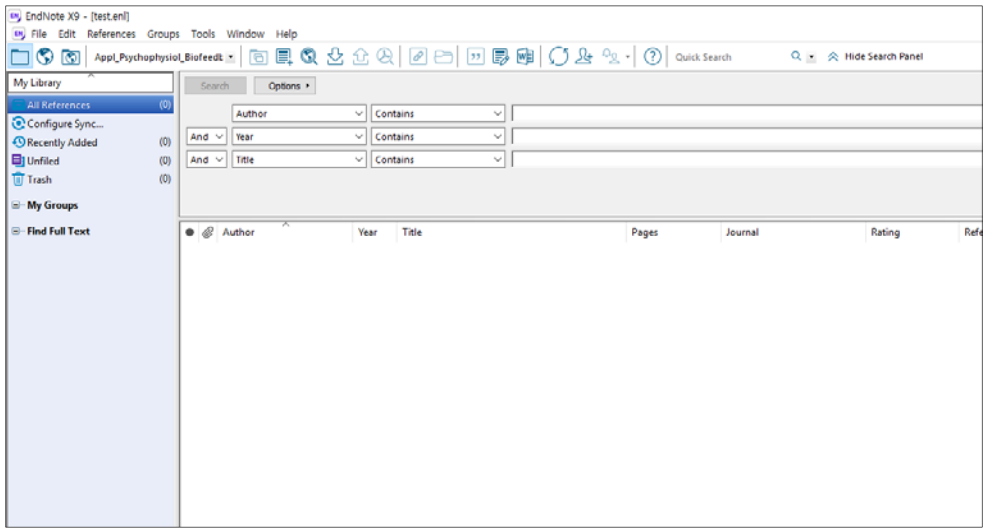 EndNote X9 - [test.enl]
File Edit References Groups Tools Window Help
Appl_Psychophysiol_Biofeedb Quick Search Hide Search Panel
My Library
Search Options
All References (0)
Configure Sync...
Recently Added (0)
Unfiled (0)
Trash (0)
My Groups
Find Full Text
Author Contains
And Year Contains
And Title Contains
Author Year Title Pages Journal Rating Refe